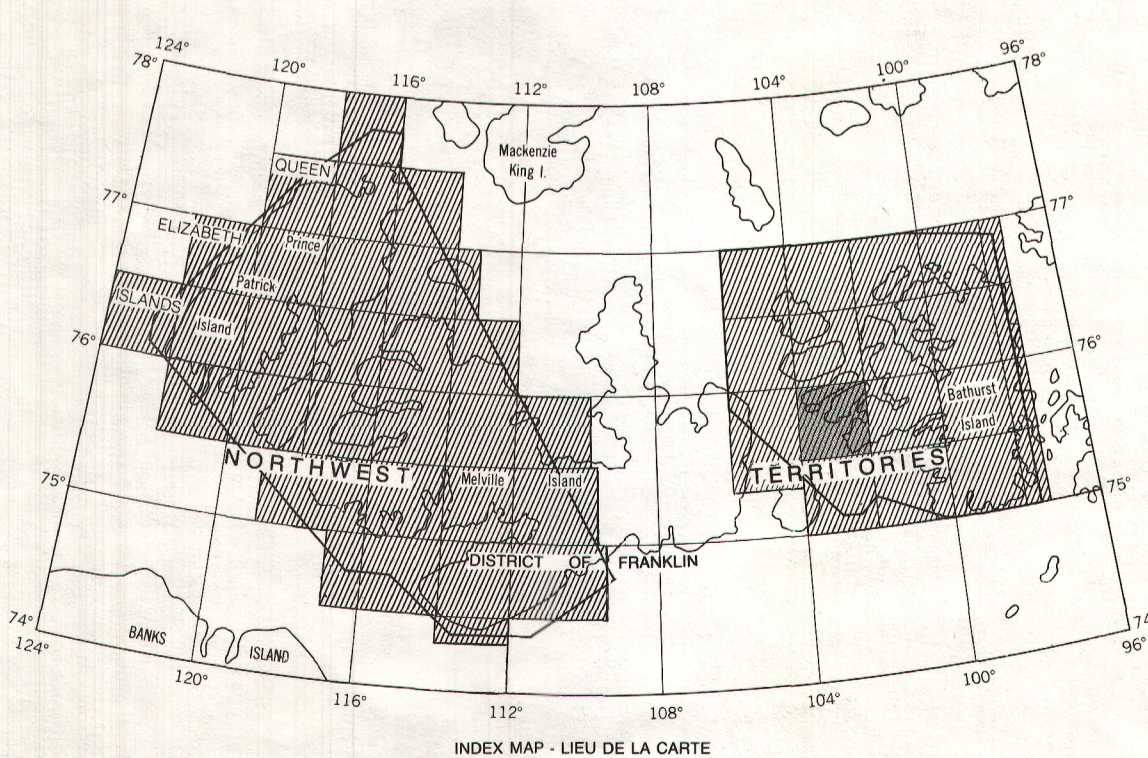 124°
120°
116°
112°
108°
104°
100°
96°
78°
78°
Mackenzie
King I.
QUEEN
77°
77°
ELIZABETH
Prince
Patrick
ISLANDS
Island
76°
76°
Bathurst
Island
NORTHWEST
TERRITORIES
Melville Island
75°
75°
DISTRICT OF FRANKLIN
74°
74
124°
BANKS
ISLAND
96°
120°
116°
112°
108°
104°
100°
INDEX MAP - LIEU DE LA CARTE